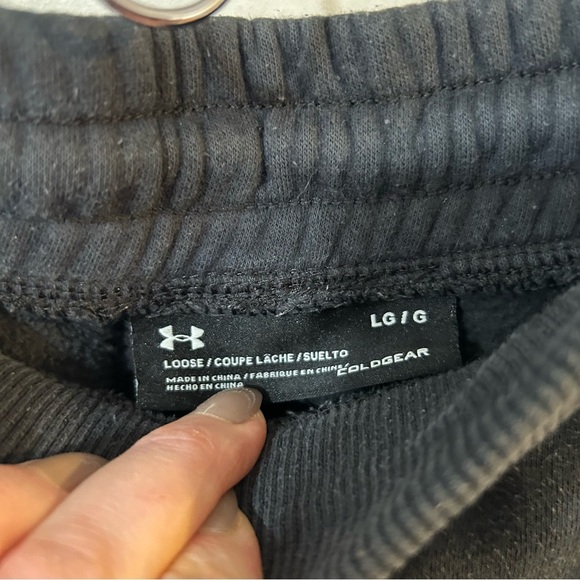 LG / G
LOOSE / COUPE LÂCHE / SUELTO
MADE IN CHINA / FABRIQUE EN CHINE /
HECHO EN CHINA
COLDGEAR